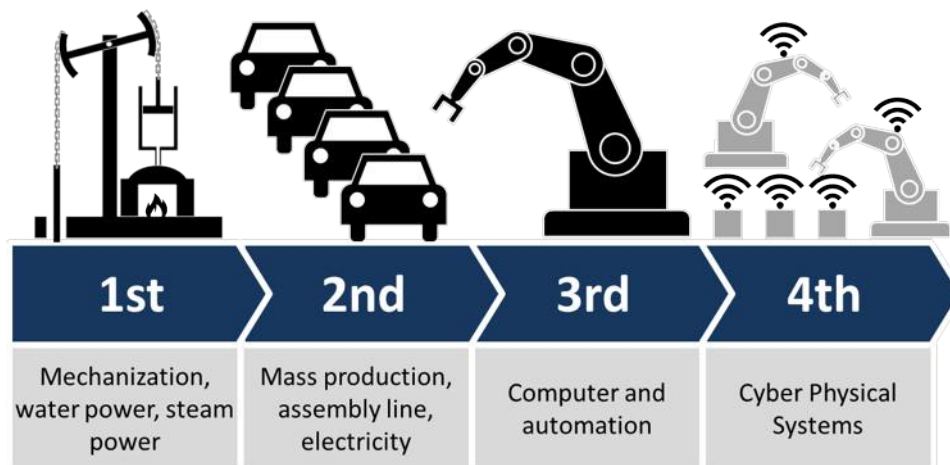 1st
2nd
3rd
4th
Mechanization,
water power, steam
power
Mass production,
assembly line,
electricity
Computer and
automation
Cyber Physical
Systems